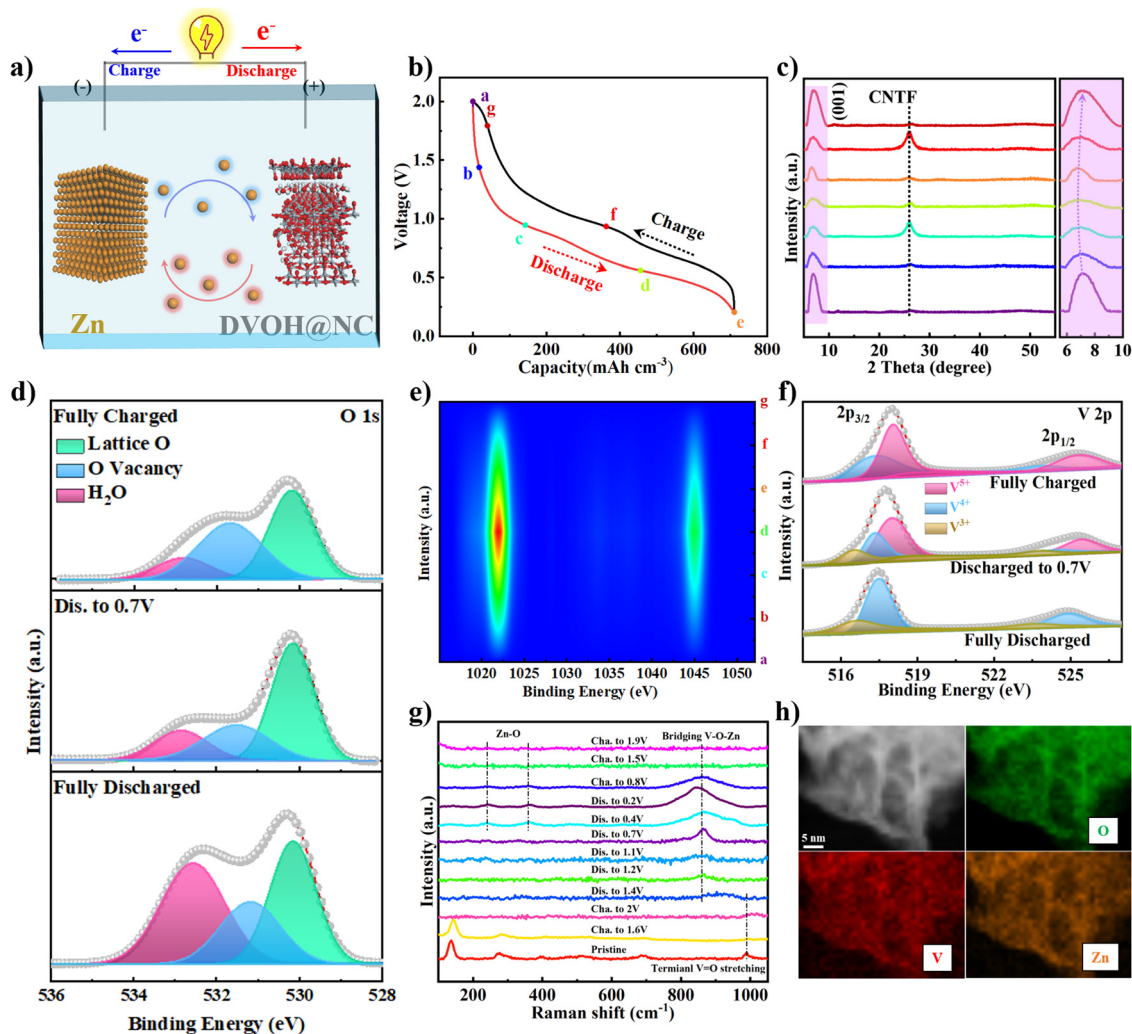 a)
e-
e-
Charge
Discharge
(-)
(+)
Zn
DVOH@NC
b)
Voltage (V)
2.0
1.5
1.0
0.5
0.0
a
g
b
c
f
d
e
Charge
Discharge
0 200 400 600 800
Capacity(mAh cm-3)
c)
Intensity (a.u.)
(001)
CNTF
10 20 30 40 50
6 8 10
2 Theta (degree)
d)
Fully Charged
O 1s
Lattice O
O Vacancy
H2O
Dis. to 0.7V
Fully Discharged
Intensity (a.u.)
536 534 532 530 528
Binding Energy (eV)
e)
Intensity (a.u.)
g
f
e
d
c
b
a
1020 1025 1030 1035 1040 1045 1050
Binding Energy (eV)
f)
Intensity (a.u.)
2p3/2
V 2p
2p1/2
Fully Charged
V5+
V4+
V3+
Discharged to 0.7V
Fully Discharged
516 519 522 525
Binding Energy (eV)
g)
Intensity (a.u.)
Zn-O
Cha. to 1.9V
Bridging V-O-Zn
Cha. to 1.5V
Cha. to 0.8V
Dis. to 0.2V
Dis. to 0.4V
Dis. to 0.7V
Dis. to 1.1V
Dis. to 1.2V
Dis. to 1.4V
Cha. to 2V
Cha. to 1.6V
Pristine
Termianl V=O stretching
200 400 600 800 1000
Raman shift (cm-1)
h)
5 nm
O
V
Zn